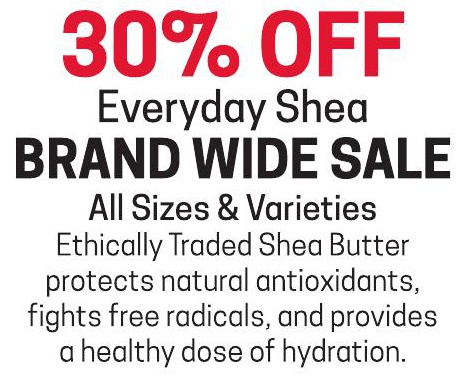 30% OFF
Everyday Shea
BRAND WIDE SALE
All Sizes & Varieties
Ethically Traded Shea Butter
protects natural antioxidants,
fights free radicals, and provides
a healthy dose of hydration.